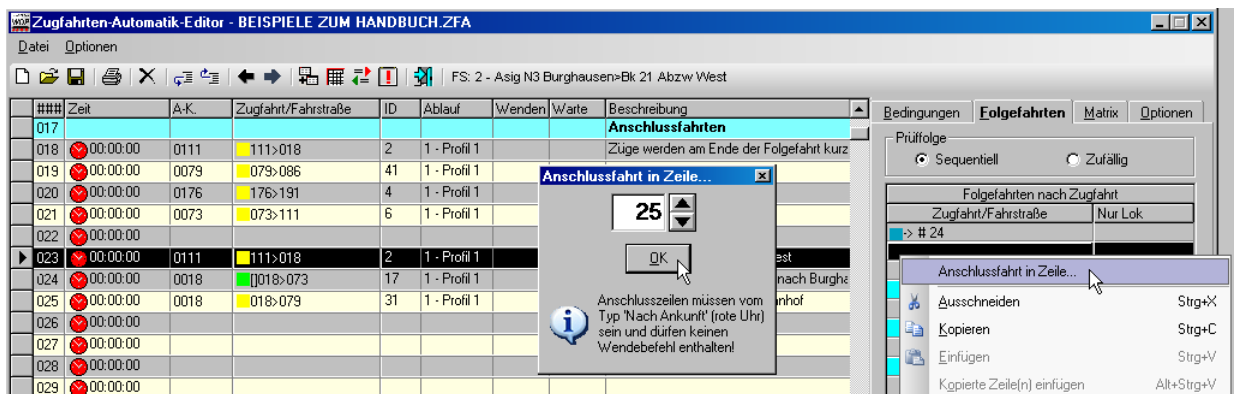 Zugfahrten-Automatik-Editor - BEISPIELE ZUM HANDBUCH.ZFA
Datei Optionen
FS: 2 - Asig N3 Burghausen>Bk 21 Abzw West
### Zeit A-K. Zugfahrt/Fahrstraße ID Ablauf Wenden Warte Beschreibung
017 Anschlussfahrten
018 00:00:00 0111 111>018 2 1 - Profil 1 Züge werden am Ende der Folgefahrt kurz
019 00:00:00 0079 079>086 41 1 - Profil 1
020 00:00:00 0176 176>191 4 1 - Profil 1
021 00:00:00 0073 073>111 6 1 - Profil 1
022 00:00:00
023 00:00:00 0111 111>018 2 1 - Profil 1 est
024 00:00:00 0018 []018>073 17 1 - Profil 1 nach Burgha
025 00:00:00 0018 018>079 31 1 - Profil 1 nhof
026 00:00:00
027 00:00:00
028 00:00:00
029 00:00:00
Anschlussfahrt in Zeile...
25
OK
Anschlusszeilen müssen vom
Typ 'Nach Ankunft' (rote Uhr)
sein und dürfen keinen
Wendebefehl enthalten!
Bedingungen Folgefahrten Matrix Optionen
Prüffolge
Sequentiell Zufällig
Folgefahrten nach Zugfahrt
Zugfahrt/Fahrstraße Nur Lok
-> # 24
Anschlussfahrt in Zeile...
Ausschneiden Strg+X
Kopieren Strg+C
Einfügen Strg+V
Kopierte Zeile(n) einfügen Alt+Strg+V